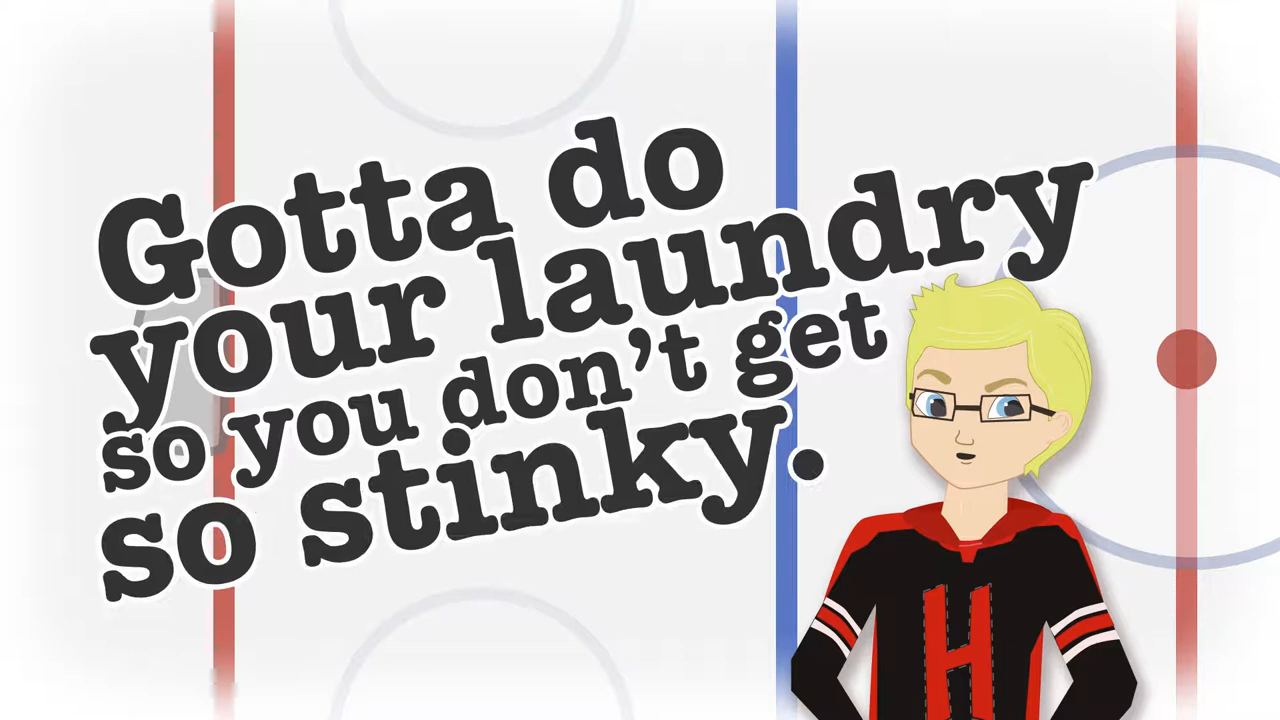 Gotta do
your laundry
so you don’t get
so stinky.
H